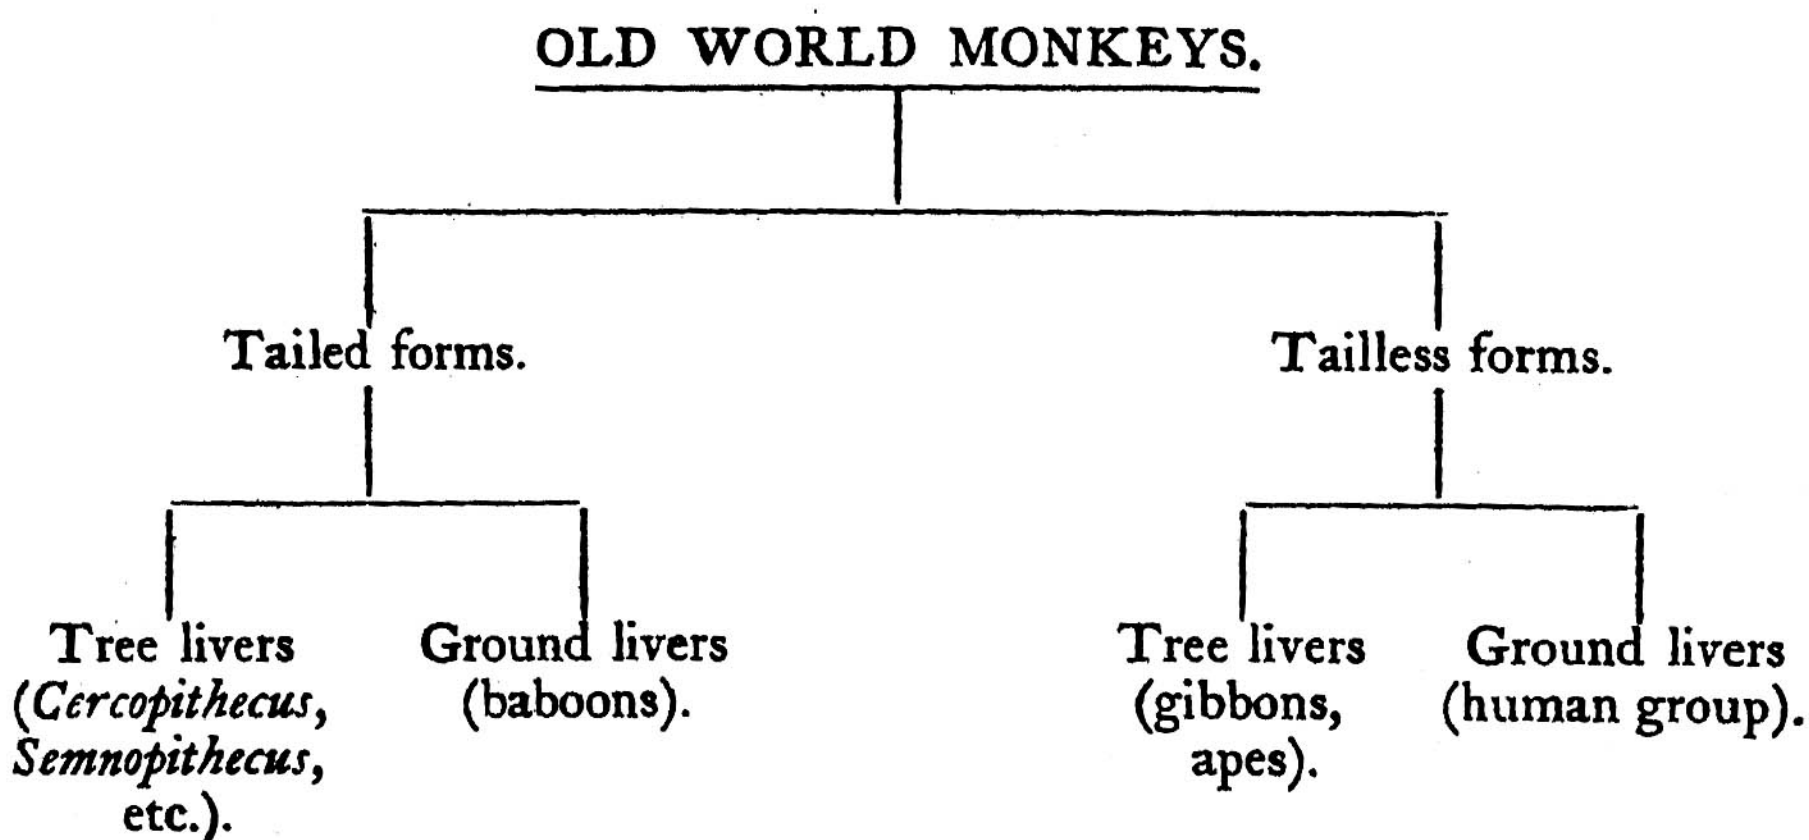 OLD WORLD MONKEYS.
Tailed forms.
Tailless forms.
Tree livers
(Cercopithecus,
Semnopithecus,
etc.).
Ground livers
(baboons).
Tree livers
(gibbons,
apes).
Ground livers
(human group).